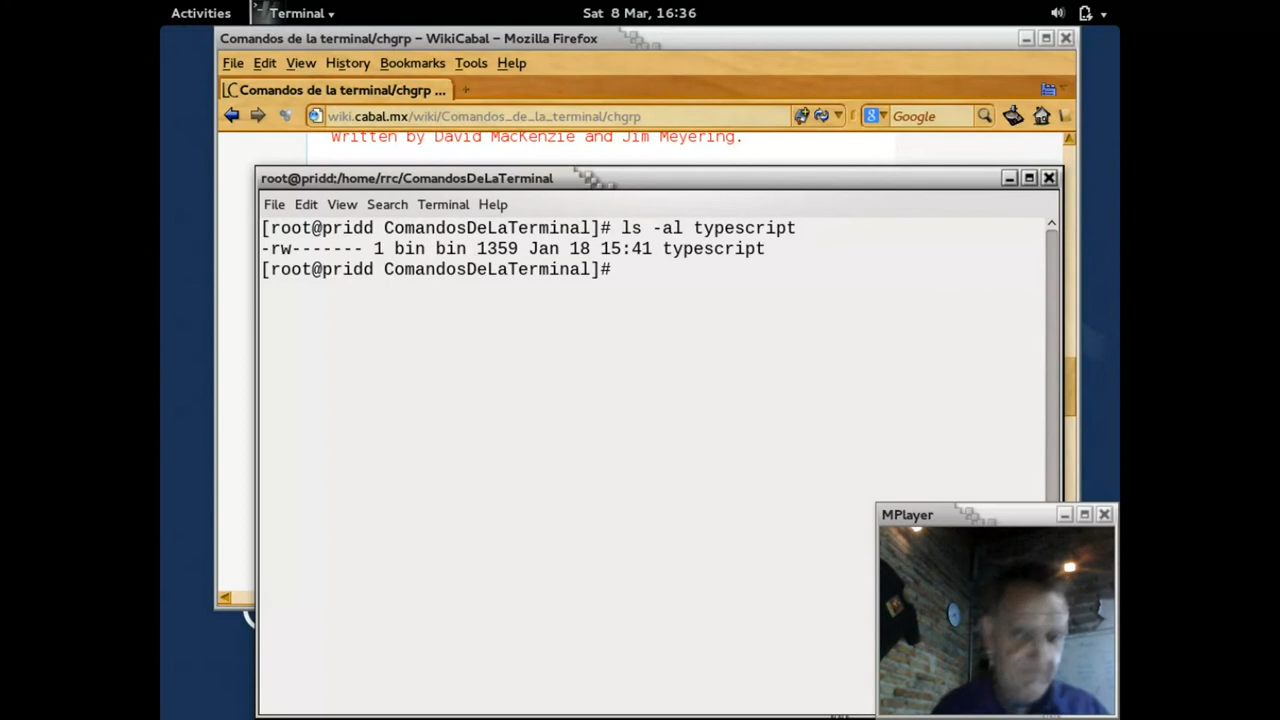 Activities
Terminal
Sat 8 Mar, 16:36
Comandos de la terminal/chgrp – WikiCabal – Mozilla Firefox
File Edit View History Bookmarks Tools Help
Comandos de la terminal/chgrp ...
wiki.cabal.mx/wiki/Comandos_de_la_terminal/chgrp
Google
Written by David MacKenzie and Jim Meyering.
root@pridd:/home/rrc/ComandosDeLaTerminal
File Edit View Search Terminal Help
[root@pridd ComandosDeLaTerminal]# ls -al typescript
-rw------- 1 bin bin 1359 Jan 18 15:41 typescript
[root@pridd ComandosDeLaTerminal]#
MPlayer